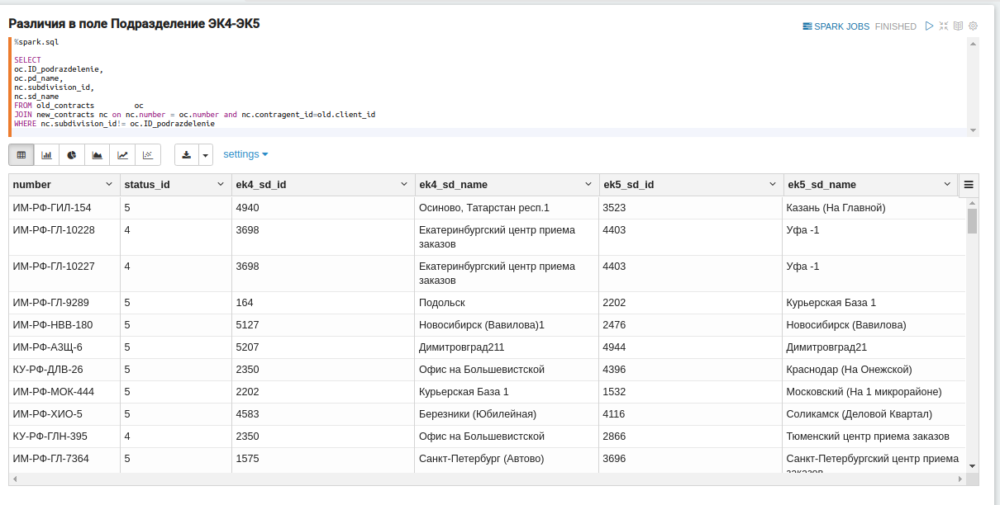 Различия в поле Подразделение ЭК4-ЭК5
SPARK JOBS FINISHED
%spark.sql
SELECT
oc.ID_podrazdelenie,
oc.pd_name,
nc.subdivision_id,
nc.sd_name
FROM old_contracts oc
JOIN new_contracts nc on nc.number = oc.number and nc.contragent_id=old.client_id
WHERE nc.subdivision_id!= oc.ID_podrazdelenie
settings
number status_id ek4_sd_id ek4_sd_name ek5_sd_id ek5_sd_name
ИМ-РФ-ГИЛ-154 5 4940 Осиново, Татарстан респ.1 3523 Казань (На Главной)
ИМ-РФ-ГЛ-10228 4 3698 Екатеринбургский центр приема 4403 Уфа -1
заказов
ИМ-РФ-ГЛ-10227 4 3698 Екатеринбургский центр приема 4403 Уфа -1
заказов
ИМ-РФ-ГЛ-9289 5 164 Подольск 2202 Курьерская База 1
ИМ-РФ-НВВ-180 5 5127 Новосибирск (Вавилова)1 2476 Новосибирск (Вавилова)
ИМ-РФ-АЗЩ-6 5 5207 Димитровград211 4944 Димитровград21
КУ-РФ-ДЛВ-26 5 2350 Офис на Большевистской 4396 Краснодар (На Онежской)
ИМ-РФ-МОК-444 5 2202 Курьерская База 1 1532 Московский (На 1 микрорайоне)
ИМ-РФ-ХИО-5 5 4583 Березники (Юбилейная) 4116 Соликамск (Деловой Квартал)
КУ-РФ-ГЛН-395 4 2350 Офис на Большевистской 2866 Тюменский центр приема заказов
ИМ-РФ-ГЛ-7364 5 1575 Санкт-Петербург (Автово) 3696 Санкт-Петербургский центр приема
заказов